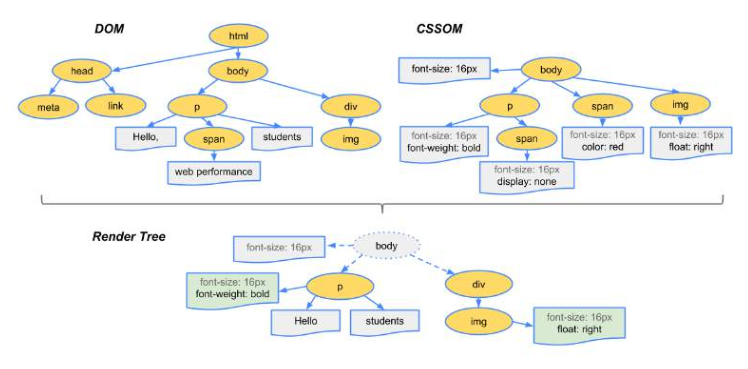 DOM
CSSOM
html
head
body
meta
link
p
div
Hello,
span
students
img
web performance
body
font-size: 16px
p
span
img
font-size: 16px
font-weight: bold
span
font-size: 16px
color: red
font-size: 16px
float: right
font-size: 16px
display: none
Render Tree
body
font-size: 16px
p
div
font-size: 16px
font-weight: bold
Hello
students
img
font-size: 16px
float: right